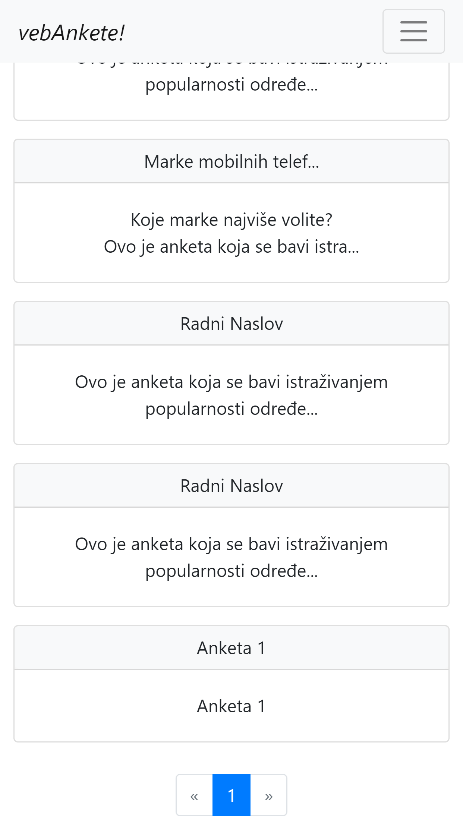 vebAnkete!
popularnosti određe...
Marke mobilnih telef...
Koje marke najviše volite?
Ovo je anketa koja se bavi istra...
Radni Naslov
Ovo je anketa koja se bavi istraživanjem
popularnosti određe...
Radni Naslov
Ovo je anketa koja se bavi istraživanjem
popularnosti određe...
Anketa 1
Anketa 1
« 1 »